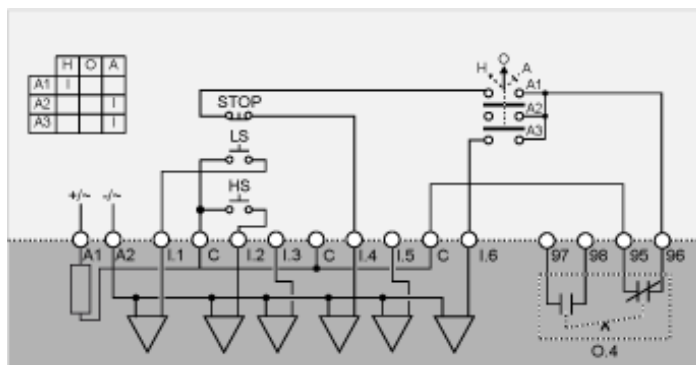 H O A
A1 I
A2 I
A3 I
H O A
A1
A2
A3
STOP
LS
HS
+/~ -/~
A1 A2 I.1 C I.2 I.3 C I.4 I.5 C I.6 97 98 95 96
O.4